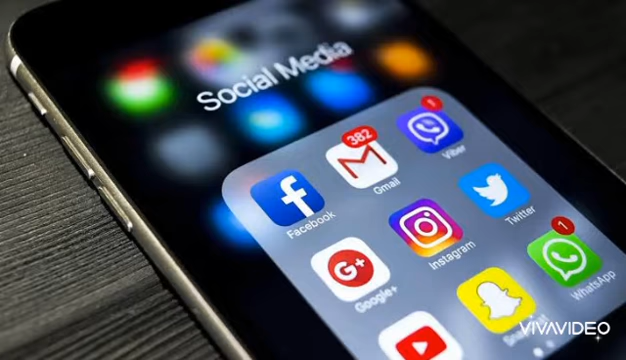 Social Media
382
1
Facebook
Gmail
Viber
G+
Google+
Instagram
Twitter
1
WhatsApp
VIVAVIDEO